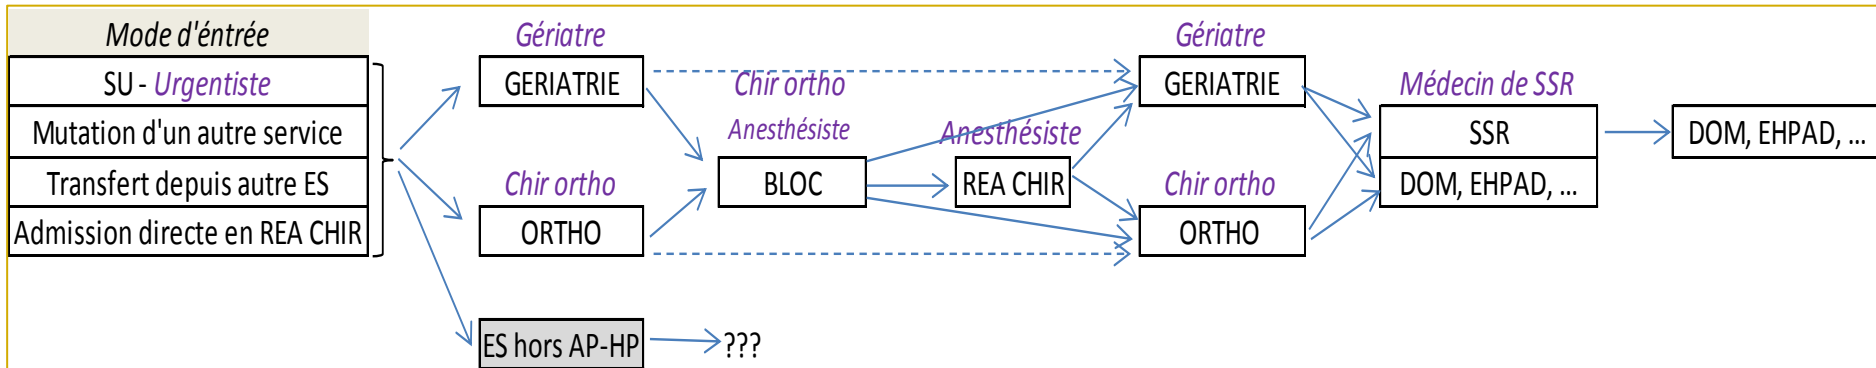 Mode d'éntrée
SU - Urgentiste
Mutation d'un autre service
Transfert depuis autre ES
Admission directe en REA CHIR
Gériatre
GERIATRIE
Chir ortho
ORTHO
ES hors AP-HP
???
Chir ortho
Anesthésiste
BLOC
Anesthésiste
REA CHIR
Gériatre
GERIATRIE
Chir ortho
ORTHO
Médecin de SSR
SSR
DOM, EHPAD, ...
DOM, EHPAD, ...